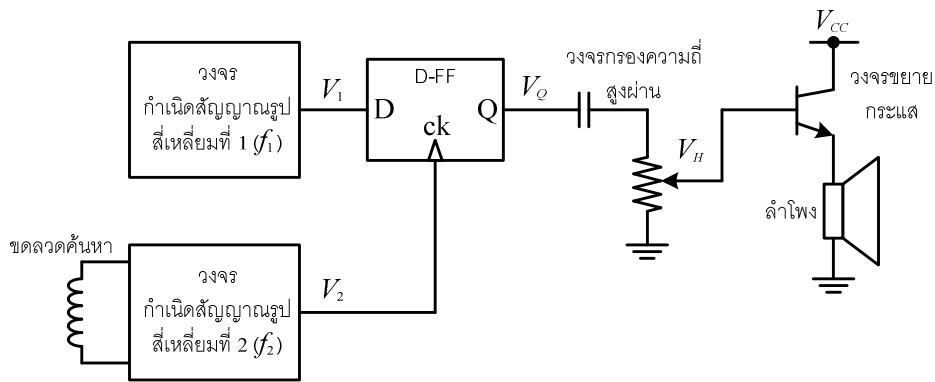 วงจร
กำเนิดสัญญาณรูป
สี่เหลี่ยมที่ 1 (f₁)
V₁
D-FF
D
Q
ck
V_Q
วงจรกรองความถี่
สูงผ่าน
V_H
V_CC
วงจรขยาย
กระแส
ลำโพง
ขดลวดค้นหา
วงจร
กำเนิดสัญญาณรูป
สี่เหลี่ยมที่ 2 (f₂)
V₂